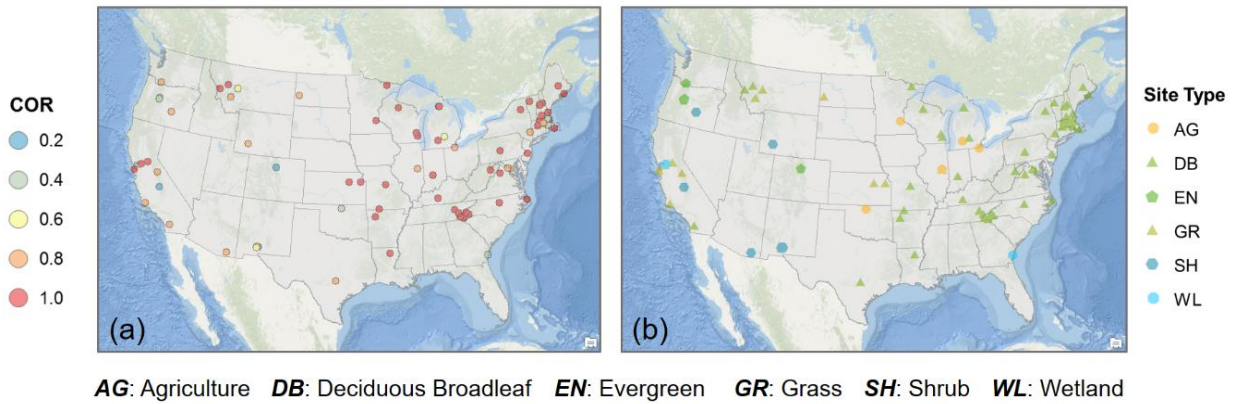 COR
0.2
0.4
0.6
0.8
1.0
(a)
(b)
Site Type
AG
DB
EN
GR
SH
WL
AG: Agriculture DB: Deciduous Broadleaf EN: Evergreen GR: Grass SH: Shrub WL: Wetland